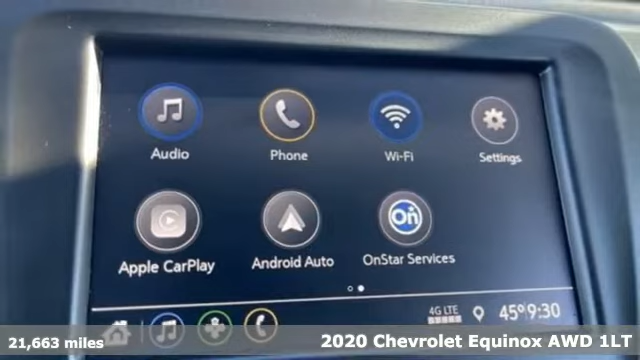 Audio
Phone
Wi-Fi
Settings
Apple CarPlay
Android Auto
On
OnStar Services
4G LTE
45° 9:30
21,663 miles
2020 Chevrolet Equinox AWD 1LT